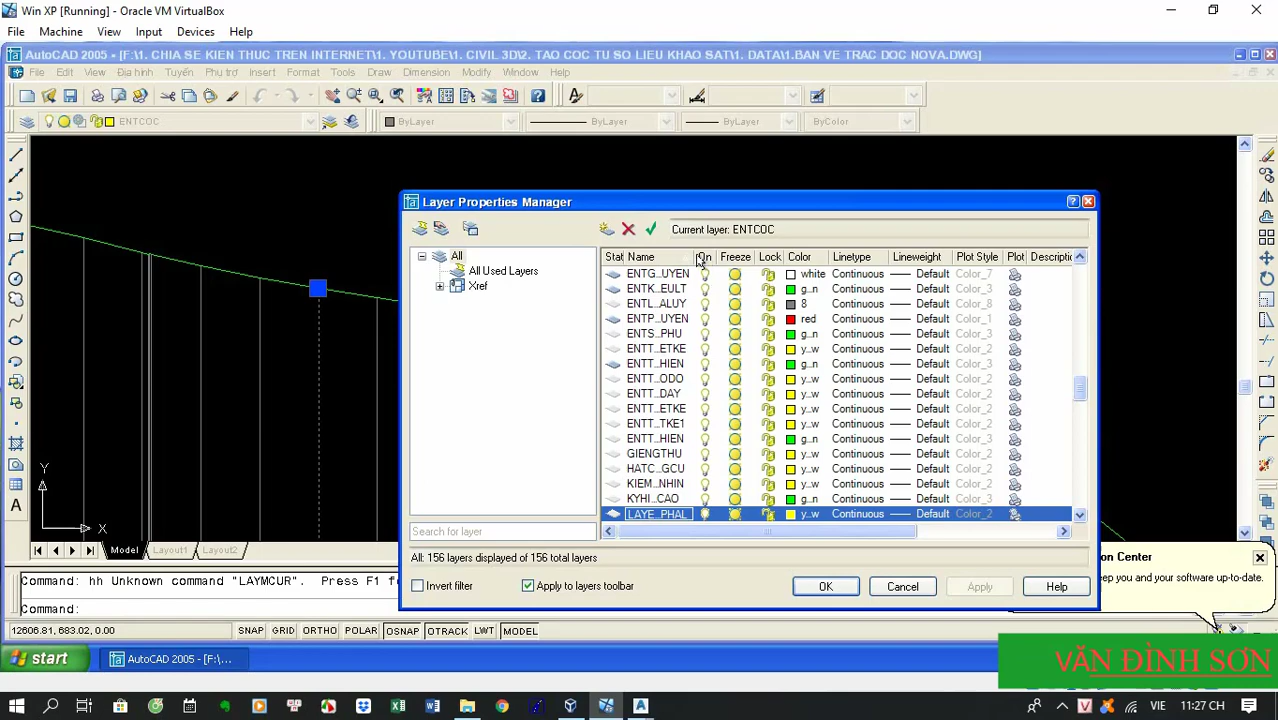 Win XP [Running] - Oracle VM VirtualBox
File Machine View Input Devices Help
AutoCAD 2005 - [F:\1. CHIA SE KIEN THUC TREN INTERNET\1. YOUTUBE\1. CIVIL 3D\2. TAO COC TU SO LIEU KHAO SAT\1. DATA\1.BAN VE TRAC DOC NOVA.DWG]
File Edit View Địa hình Tuyến Phụ trợ Insert Format Tools Draw Dimension Modify Window Help
ENTCOC ByLayer ByLayer ByLayer ByColor
Layer Properties Manager
Current layer: ENTCOC
All
All Used Layers
Xref
Stat Name On Freeze Lock Color Linetype Lineweight Plot Style Plot Descriptio
ENTG...UYEN white Continuous Default Color_7
ENTK...EULT g...n Continuous Default Color_3
ENTL...ALUY 8 Continuous Default Color_8
ENTP...UYEN red Continuous Default Color_1
ENTS...PHU g...n Continuous Default Color_3
ENTT...ETKE y...w Continuous Default Color_2
ENTT...HIEN g...n Continuous Default Color_3
ENTT...ODO y...w Continuous Default Color_2
ENTT...DAY y...w Continuous Default Color_2
ENTT...ETKE y...w Continuous Default Color_2
ENTT...TKE1 y...w Continuous Default Color_2
ENTT...HIEN g...n Continuous Default Color_3
GIENGTHU y...w Continuous Default Color_2
HATC...GCU y...w Continuous Default Color_2
KIEM...NHIN y...w Continuous Default Color_2
KYHI...CAO g...n Continuous Default Color_3
LAYE...PHAL y...w Continuous Default Color_2
Search for layer
All: 156 layers displayed of 156 total layers
Invert filter Apply to layers toolbar OK Cancel Apply Help
Y
X
Model Layout1 Layout2
on Center
eep you and your software up-to-date.
Command: hh Unknown command "LAYMCUR". Press F1 fo
Command:
12606.81, 683.02, 0.00 SNAP GRID ORTHO POLAR OSNAP OTRACK LWT MODEL
start AutoCAD 2005 - [F:\...
VĂN ĐÌNH SƠN
VIE 11:27 CH